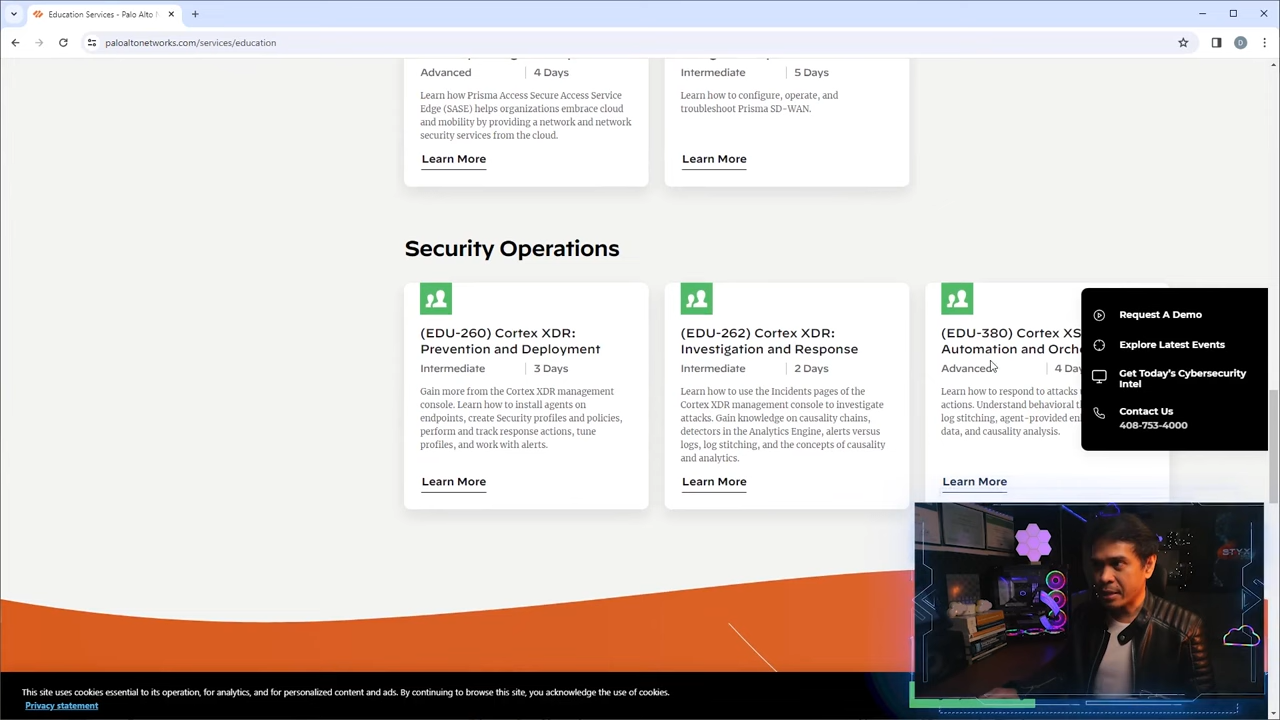 Education Services - Palo Alto N
paloaltonetworks.com/services/education
D
Advanced | 4 Days
Intermediate | 5 Days
Learn how Prisma Access Secure Access Service
Edge (SASE) helps organizations embrace cloud
and mobility by providing a network and network
security services from the cloud.
Learn how to configure, operate, and
troubleshoot Prisma SD-WAN.
Learn More
Learn More
Security Operations
(EDU-260) Cortex XDR:
Prevention and Deployment
Intermediate | 3 Days
Gain more from the Cortex XDR management
console. Learn how to install agents on
endpoints, create Security profiles and policies,
perform and track response actions, tune
profiles, and work with alerts.
Learn More
(EDU-262) Cortex XDR:
Investigation and Response
Intermediate | 2 Days
Learn how to use the Incidents pages of the
Cortex XDR management console to investigate
attacks. Gain knowledge on causality chains,
detectors in the Analytics Engine, alerts versus
logs, log stitching, and the concepts of causality
and analytics.
Learn More
(EDU-380) Cortex XS
Automation and Orche
Advanced | 4 Day
Learn how to respond to attacks
actions. Understand behavioral
log stitching, agent-provided en
data, and causality analysis.
Learn More
Request A Demo
Explore Latest Events
Get Today's Cybersecurity
Intel
Contact Us
408-753-4000
STYX
This site uses cookies essential to its operation, for analytics, and for personalized content and ads. By continuing to browse this site, you acknowledge the use of cookies.
Privacy statement